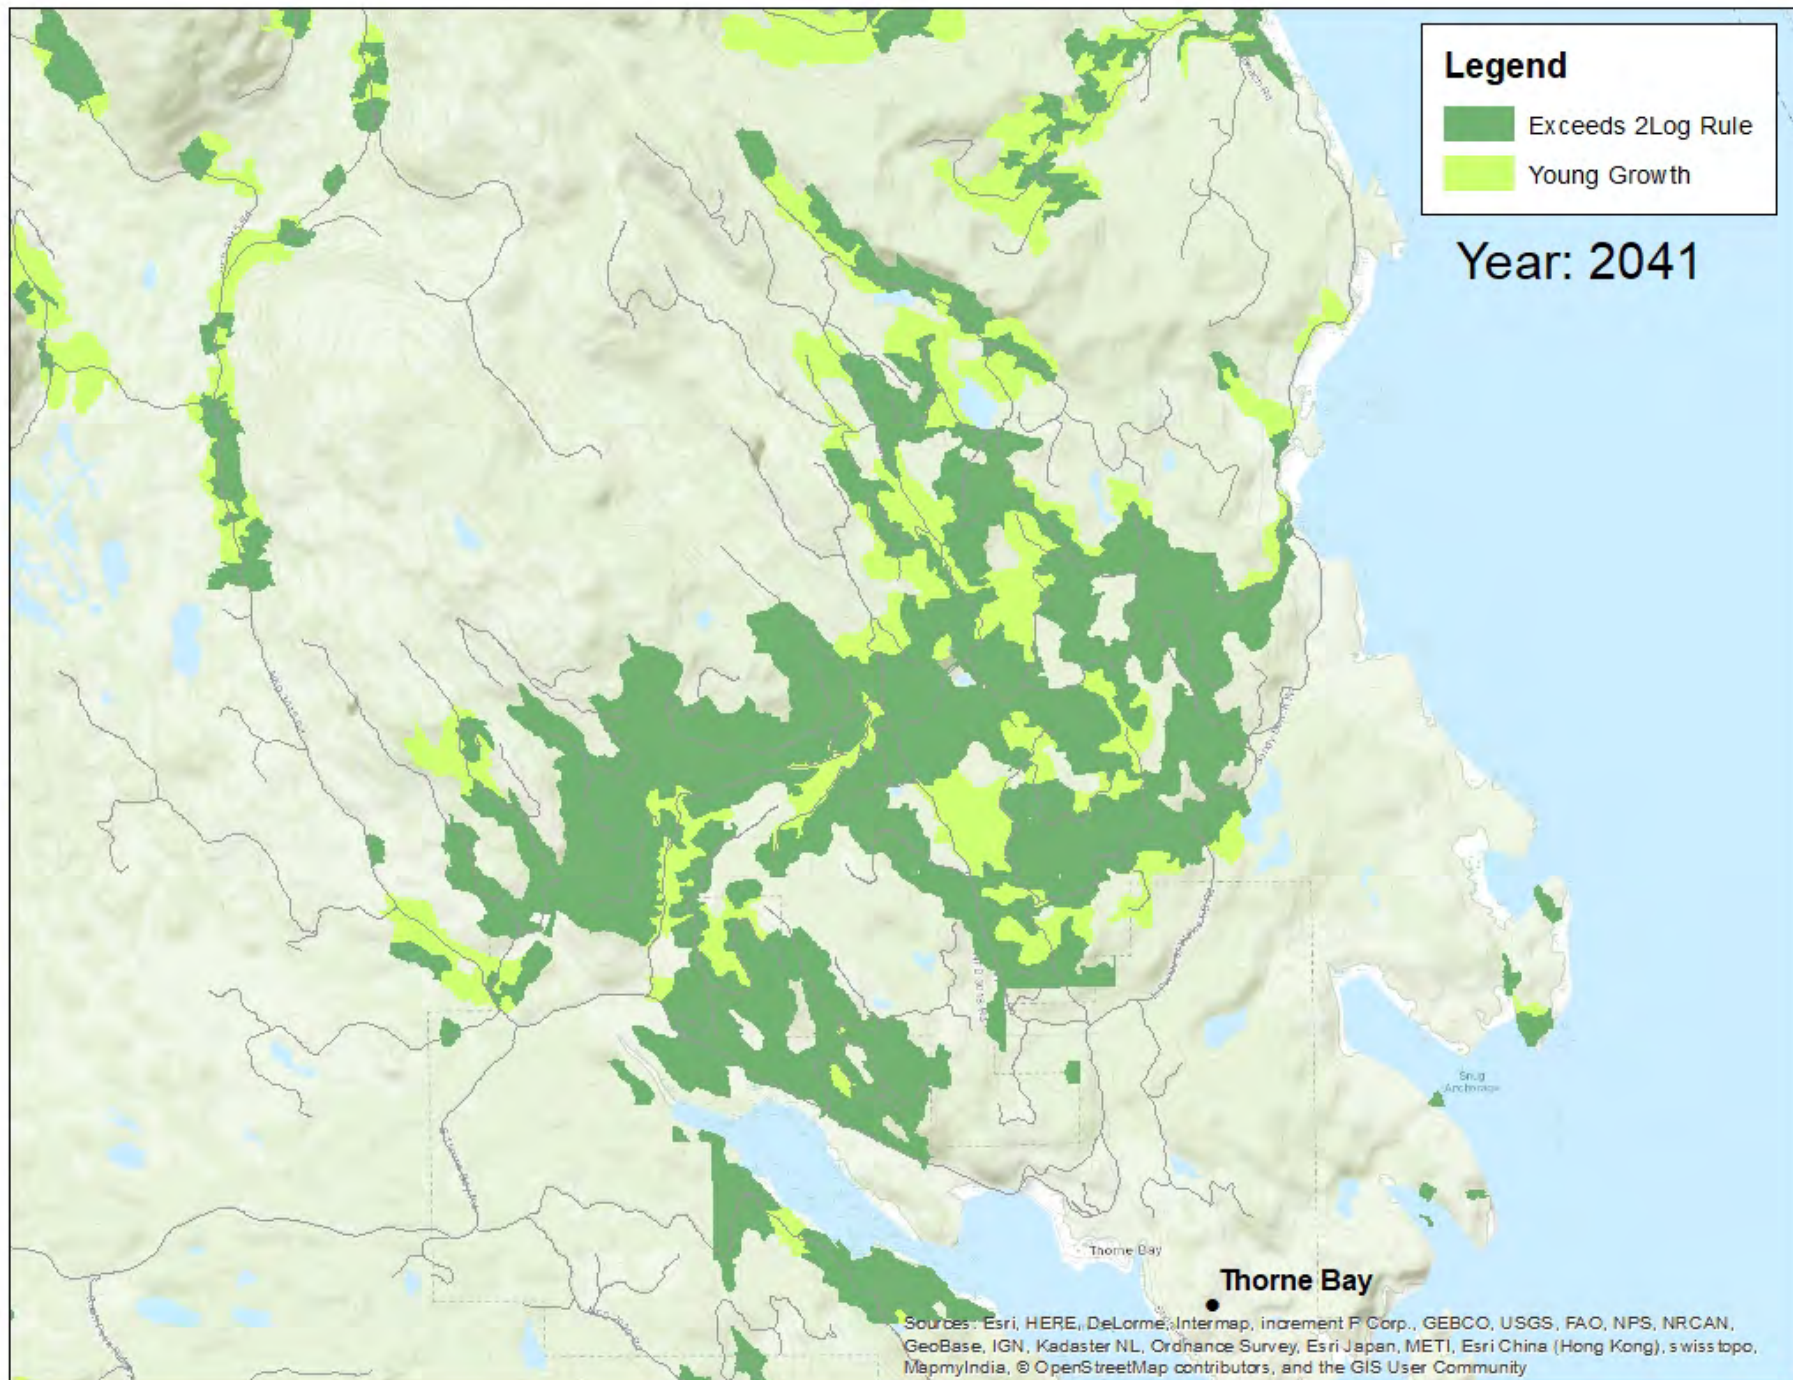 Legend
Exceeds 2Log Rule
Young Growth
Year: 2041
Snug
Anchorage
Thorne Bay
Thorne Bay
Sources: Esri, HERE, DeLorme, Intermap, increment P Corp., GEBCO, USGS, FAO, NPS, NRCAN,
GeoBase, IGN, Kadaster NL, Ordnance Survey, Esri Japan, METI, Esri China (Hong Kong), swisstopo,
MapmyIndia, © OpenStreetMap contributors, and the GIS User Community